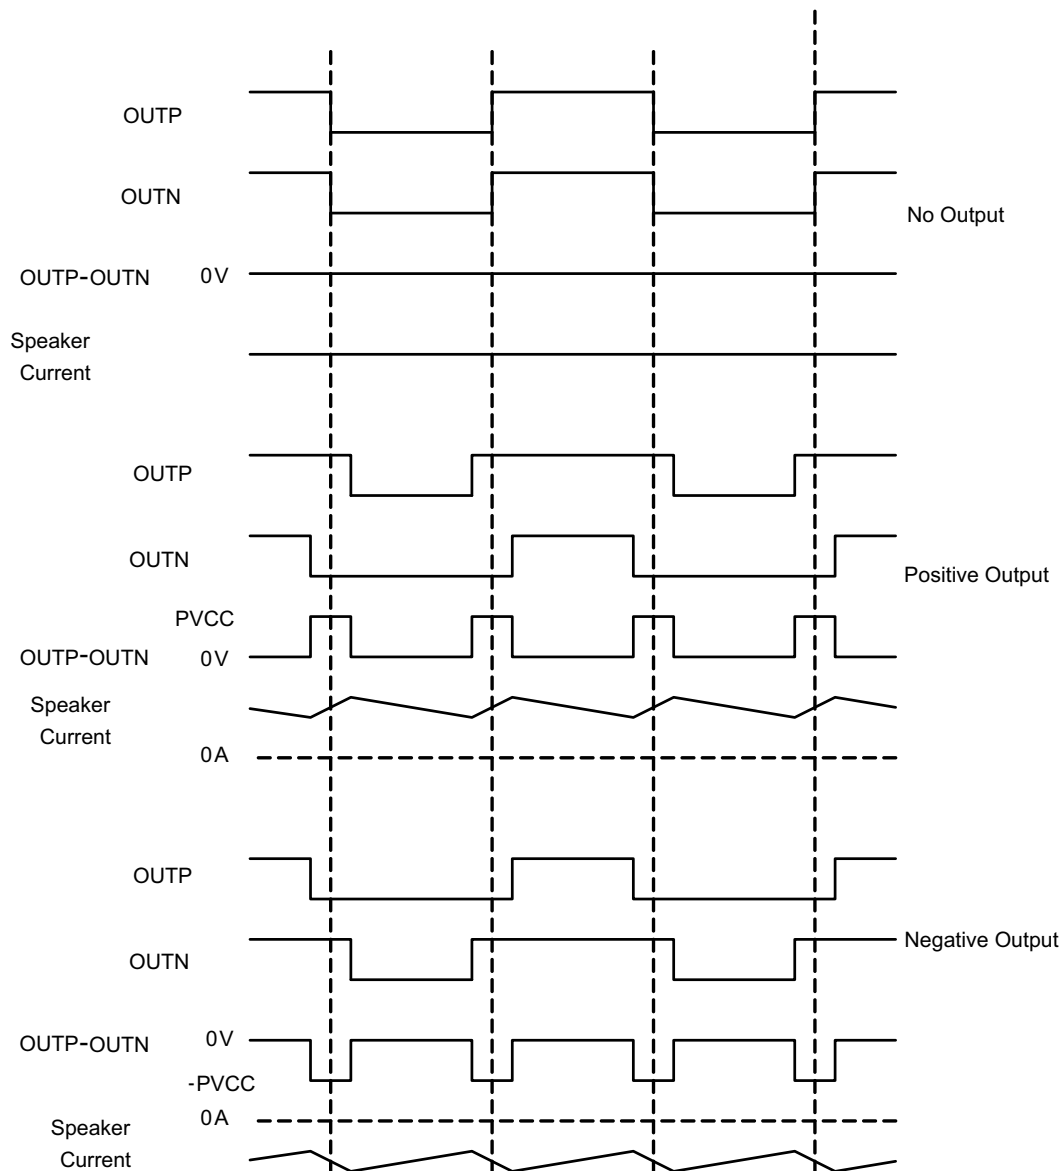 OUTP
OUTN
No Output
OUTP-OUTN 0V
Speaker
Current
OUTP
OUTN
Positive Output
PVCC
OUTP-OUTN 0V
Speaker
Current
0A
OUTP
OUTN
Negative Output
OUTP-OUTN 0V
-PVCC
0A
Speaker
Current